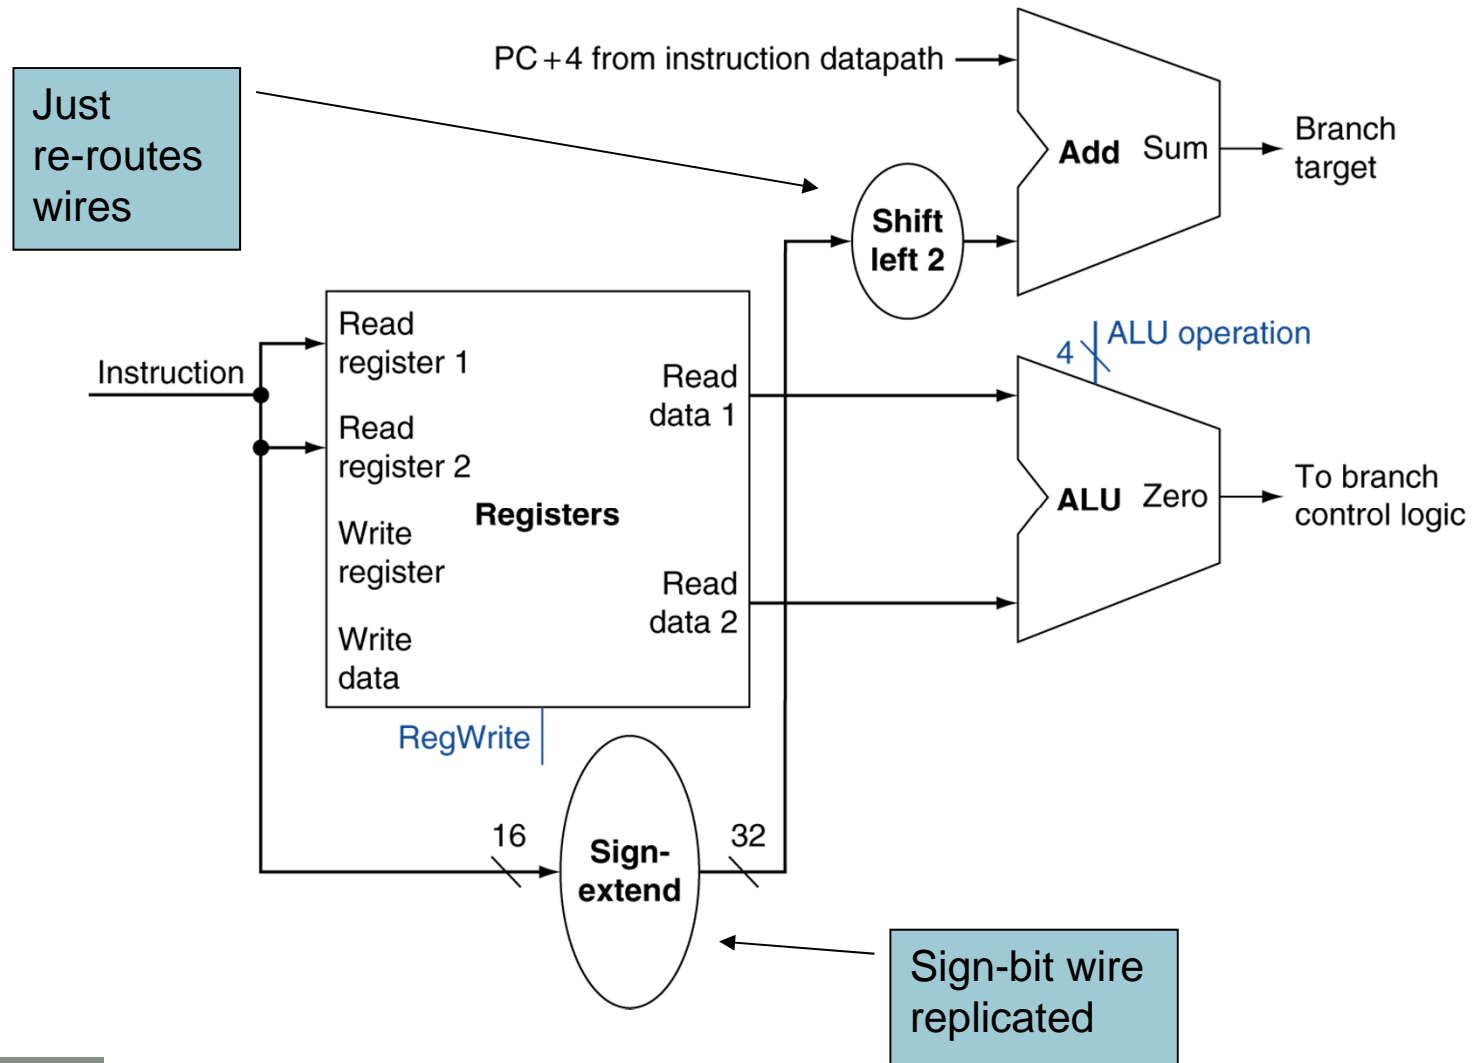 PC+4 from instruction datapath
Just
re-routes
wires
Add Sum
Branch
target
Shift
left 2
Instruction
Read
register 1
Read
data 1
Read
register 2
Registers
Write
register
Read
data 2
Write
data
RegWrite
4
ALU operation
ALU Zero
To branch
control logic
16
Sign-
extend
32
Sign-bit wire
replicated